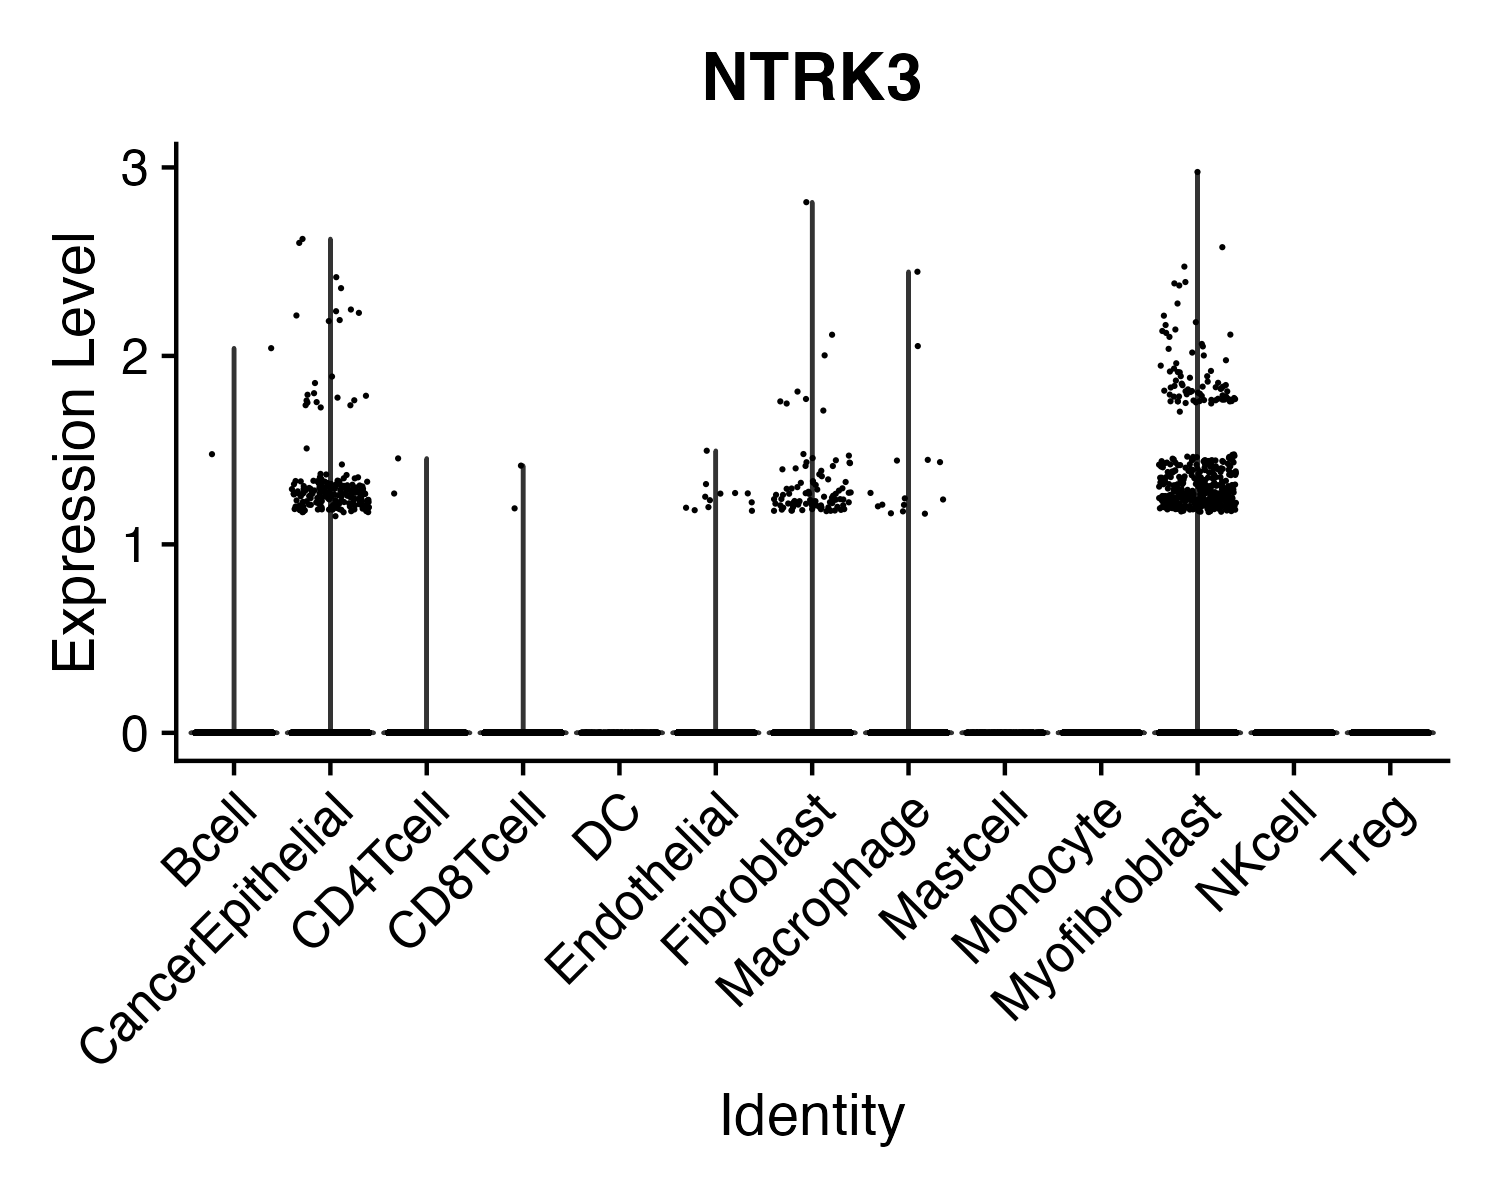 NTRK3
Expression Level
3
2
1
0
Bcell
CancerEpithelial
CD4Tcell
CD8Tcell
DC
Endothelial
Fibroblast
Macrophage
Mastcell
Monocyte
Myofibroblast
NKcell
Treg
Identity